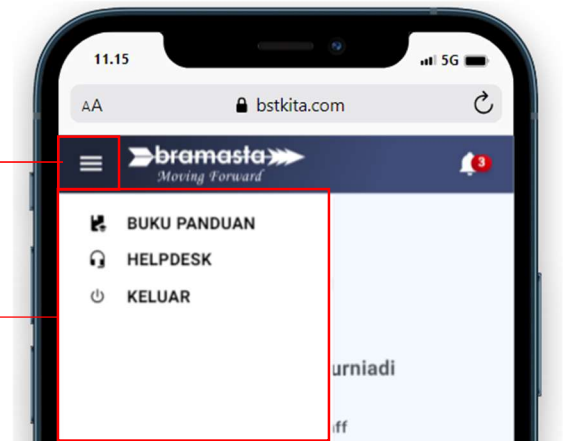 11.15
5G
AA
bstkita.com
bramasta
Moving Forward
3
BUKU PANDUAN
HELPDESK
KELUAR
urniadi
ff